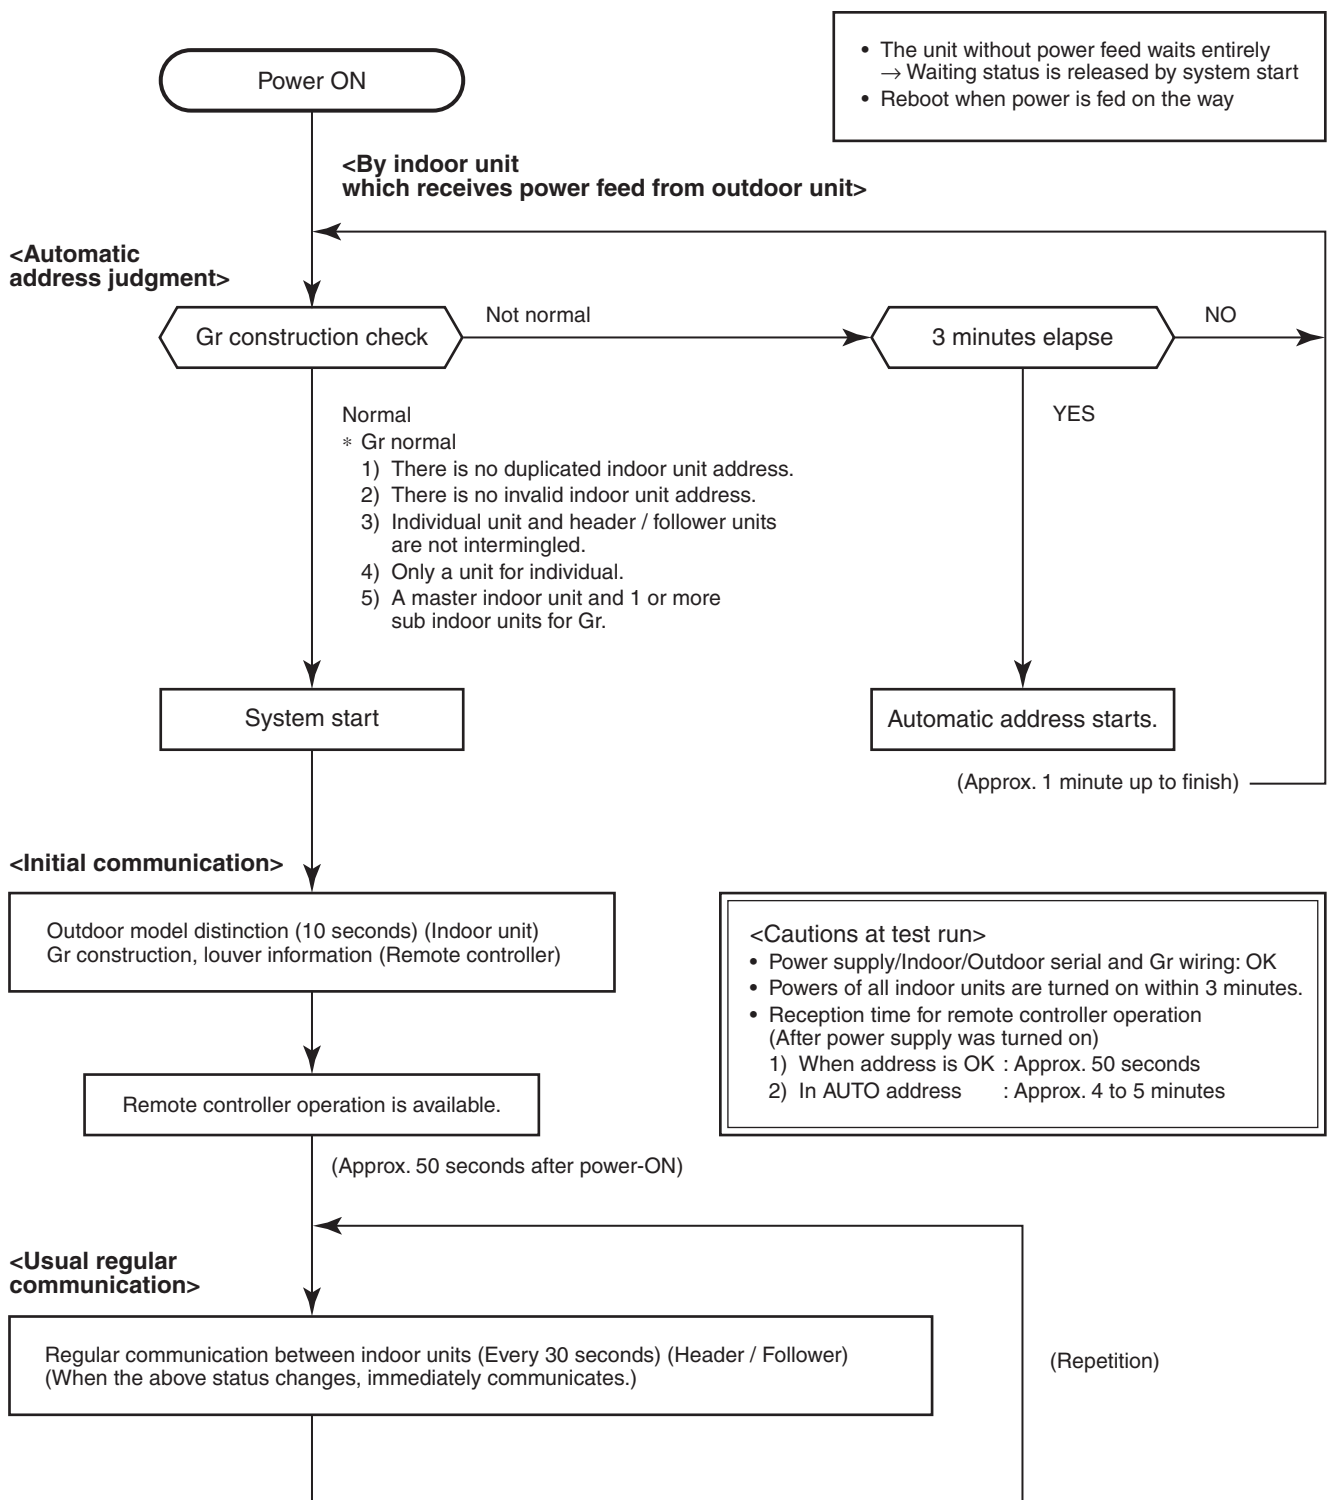 Power ON
• The unit without power feed waits entirely
→ Waiting status is released by system start
• Reboot when power is fed on the way
<By indoor unit
which receives power feed from outdoor unit>
<Automatic
address judgment>
Gr construction check
Not normal
3 minutes elapse
NO
Normal
* Gr normal
1) There is no duplicated indoor unit address.
2) There is no invalid indoor unit address.
3) Individual unit and header / follower units
are not intermingled.
4) Only a unit for individual.
5) A master indoor unit and 1 or more
sub indoor units for Gr.
YES
System start
Automatic address starts.
(Approx. 1 minute up to finish)
<Initial communication>
Outdoor model distinction (10 seconds) (Indoor unit)
Gr construction, louver information (Remote controller)
<Cautions at test run>
• Power supply/Indoor/Outdoor serial and Gr wiring: OK
• Powers of all indoor units are turned on within 3 minutes.
• Reception time for remote controller operation
(After power supply was turned on)
1) When address is OK : Approx. 50 seconds
2) In AUTO address : Approx. 4 to 5 minutes
Remote controller operation is available.
(Approx. 50 seconds after power-ON)
<Usual regular
communication>
Regular communication between indoor units (Every 30 seconds) (Header / Follower)
(When the above status changes, immediately communicates.)
(Repetition)